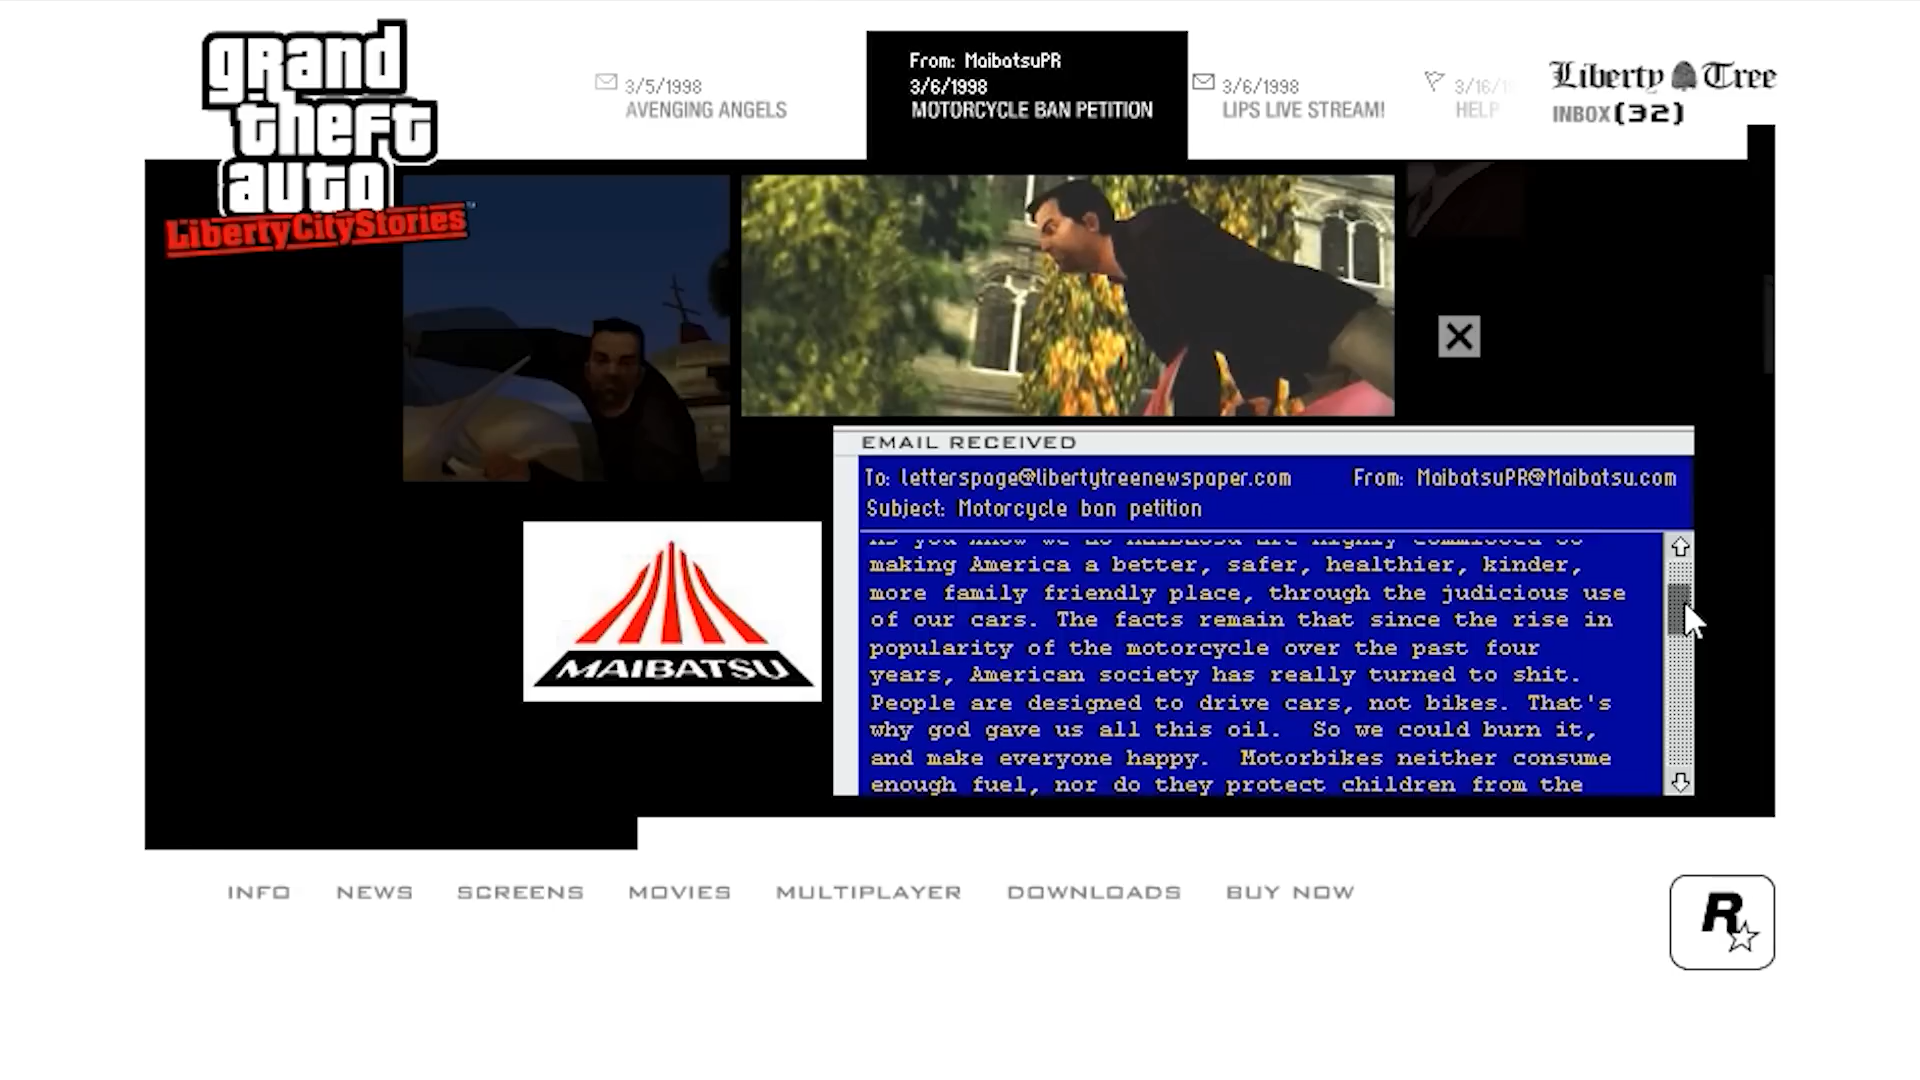 grand
theft
auto
LibertyCityStories
3/5/1998
AVENGING ANGELS
From: MaibatsuPR
3/6/1998
MOTORCYCLE BAN PETITION
3/6/1998
LIPS LIVE STREAM!
3/16/1
HELP
Liberty Tree
INBOX(32)
EMAIL RECEIVED
To: letterspage@libertytreenewspaper.com From: MaibatsuPR@Maibatsu.com
Subject: Motorcycle ban petition
making America a better, safer, healthier, kinder,
more family friendly place, through the judicious use
of our cars. The facts remain that since the rise in
popularity of the motorcycle over the past four
years, American society has really turned to shit.
People are designed to drive cars, not bikes. That's
why god gave us all this oil. So we could burn it,
and make everyone happy. Motorbikes neither consume
enough fuel, nor do they protect children from the
MAIBATSU
INFO NEWS SCREENS MOVIES MULTIPLAYER DOWNLOADS BUY NOW
R